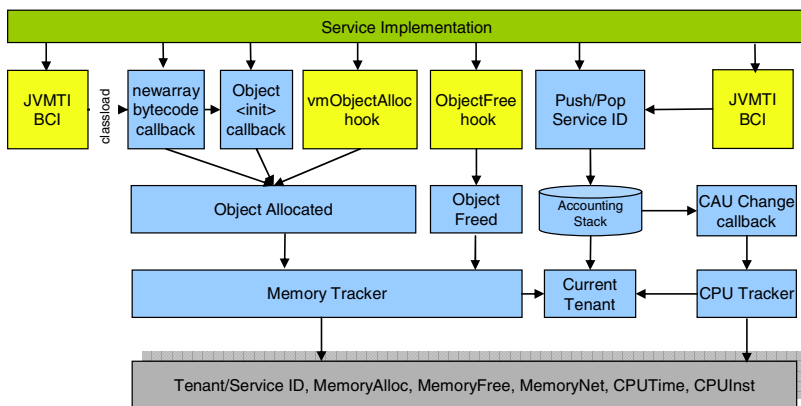 Service Implementation
JVMTI
BCI
classload
newarray
bytecode
callback
Object
<init>
callback
vmObjectAlloc
hook
ObjectFree
hook
Push/Pop
Service ID
JVMTI
BCI
Object Allocated
Object
Freed
Accounting
Stack
CAU Change
callback
Memory Tracker
Current
Tenant
CPU Tracker
Tenant/Service ID, MemoryAlloc, MemoryFree, MemoryNet, CPUTime, CPUInst